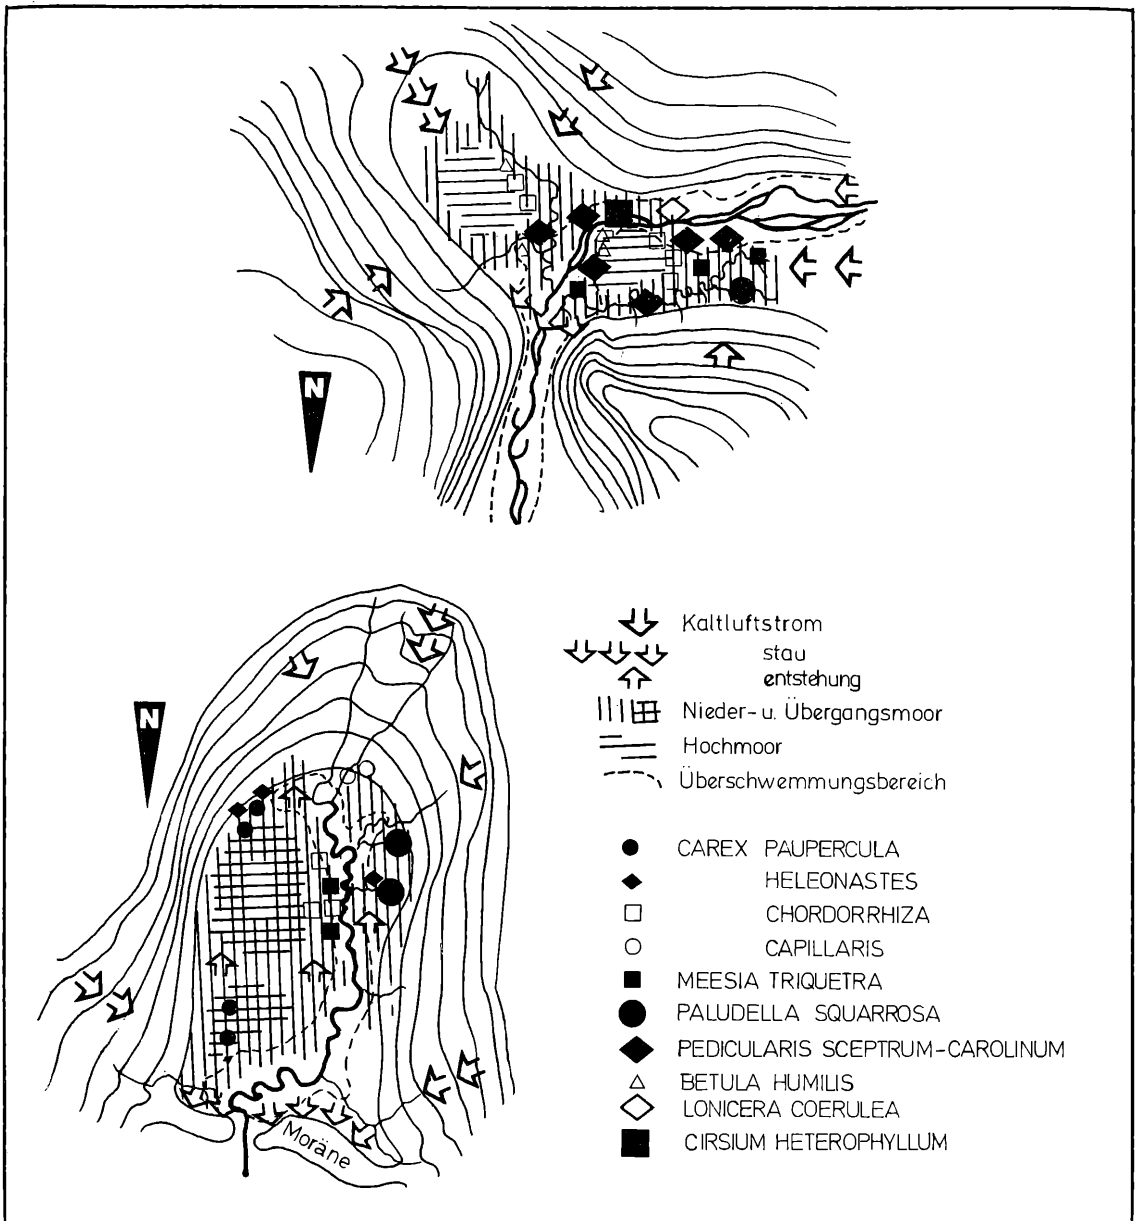 N
N
Kaltluftstrom
stau
entstehung
Nieder- u. Übergangsmoor
Hochmoor
Überschwemmungsbereich
CAREX PAUPERCULA
HELEONASTES
CHORDORRHIZA
CAPILLARIS
MEESIA TRIQUETRA
PALUDELLA SQUARROSA
PEDICULARIS SCEPTRUM-CAROLINUM
BETULA HUMILIS
LONICERA COERULEA
CIRSIUM HETEROPHYLLUM
Moräne